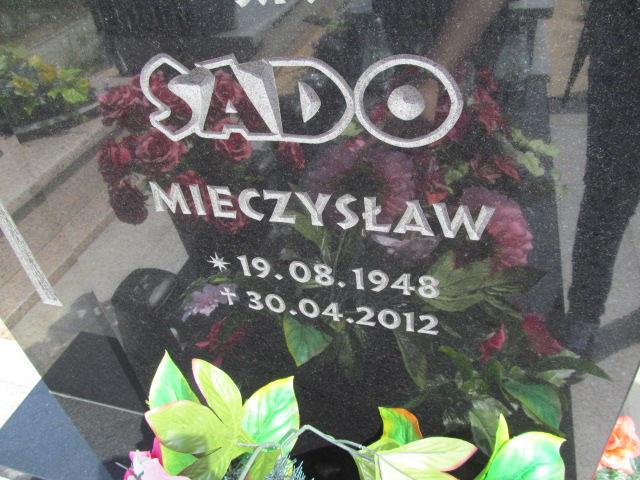 SADO
MIECZYSŁAW
* 19.08.1948
✝ 30.04.2012